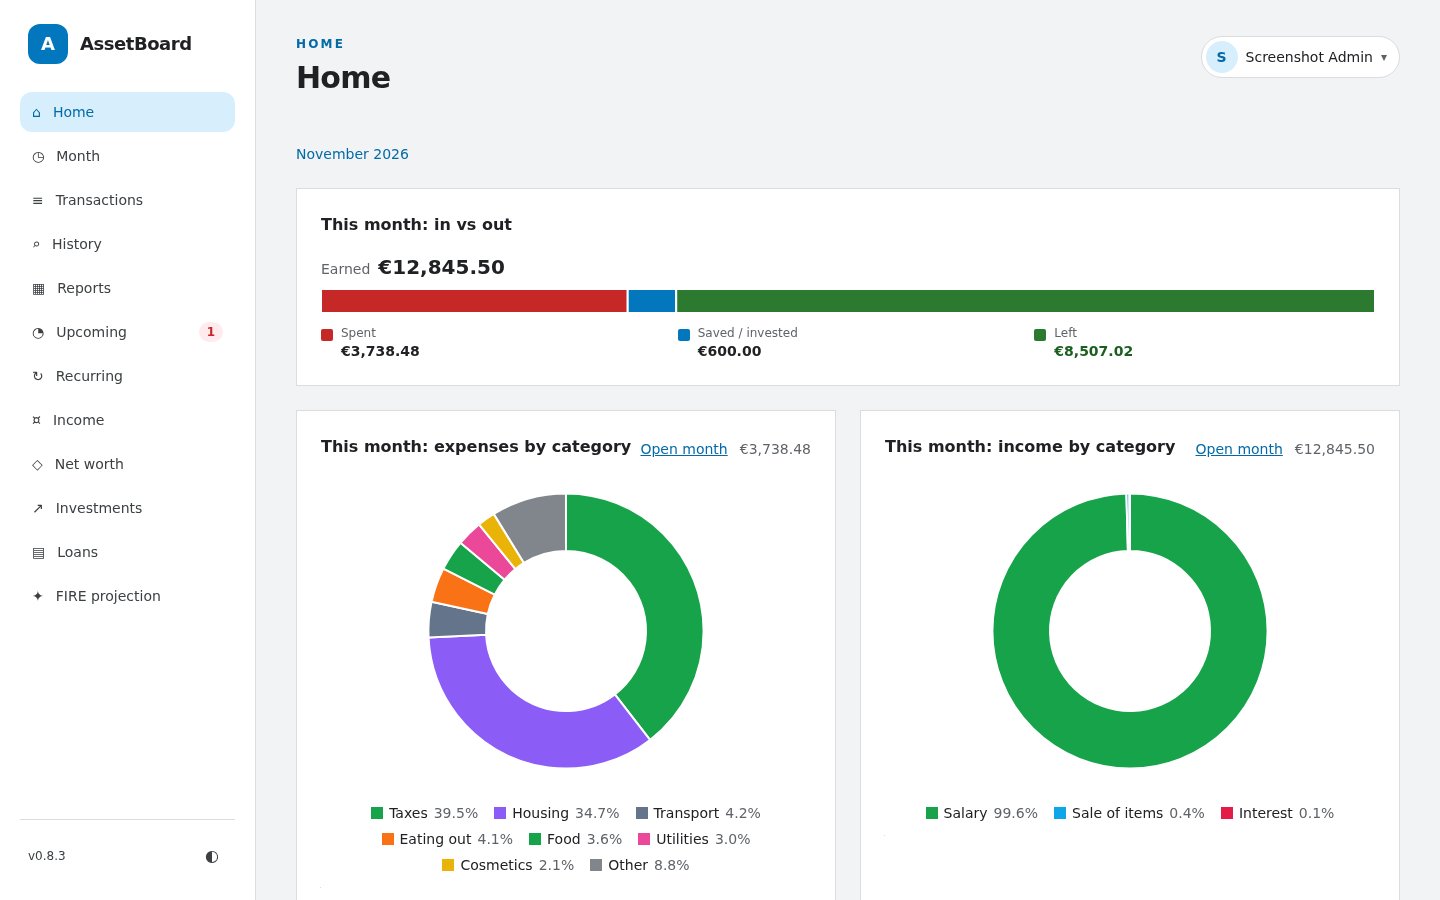 A AssetBoard
Home
Month
Transactions
History
Reports
Upcoming 1
Recurring
Income
Net worth
Investments
Loans
FIRE projection
v0.8.3
HOME
Home
S Screenshot Admin
November 2026
This month: in vs out
Earned €12,845.50
Spent
€3,738.48
Saved / invested
€600.00
Left
€8,507.02
This month: expenses by category Open month €3,738.48
Taxes 39.5% Housing 34.7% Transport 4.2%
Eating out 4.1% Food 3.6% Utilities 3.0%
Cosmetics 2.1% Other 8.8%
This month: income by category Open month €12,845.50
Salary 99.6% Sale of items 0.4% Interest 0.1%